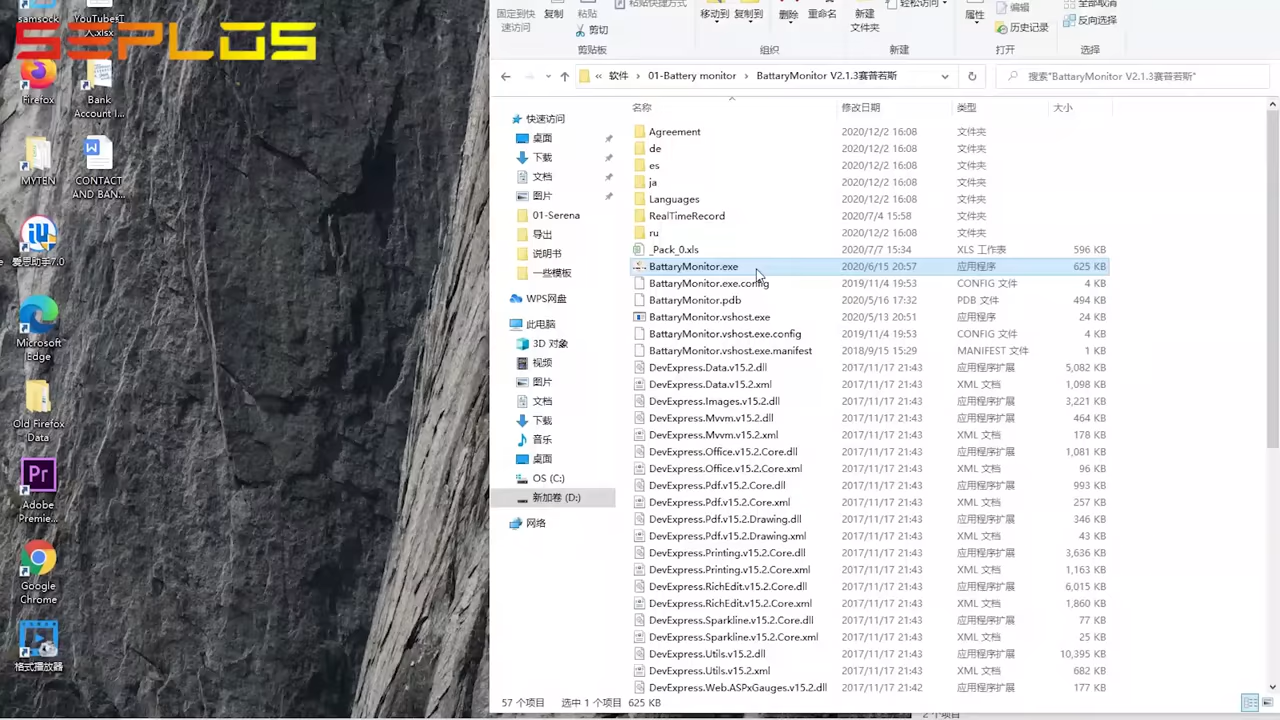 samsock
YouTubestT
人.xlsx
SEPLOS
Firefox
Bank
Account I...
MYTEN
CONTACT
AND BAN...
爱思助手7.0
Microsoft
Edge
Old Firefox
Data
Adobe
Premie...
Google
Chrome
格式播放器
固定到快
速访问
复制
粘贴
粘贴快捷方式
剪切
剪贴板
移动到
复制到
删除
重命名
组织
新建
文件夹
轻松访问
新建
属性
编辑
历史记录
打开
全部取消
反向选择
选择
« 软件 › 01-Battery monitor › BattaryMonitor V2.1.3赛普若斯
搜索"BattaryMonitor V2.1.3赛普若斯"
快速访问
桌面
下载
文档
图片
01-Serena
导出
说明书
一些模板
WPS网盘
此电脑
3D 对象
视频
图片
文档
下载
音乐
桌面
OS (C:)
新加卷 (D:)
网络
名称 修改日期 类型 大小
Agreement 2020/12/2 16:08 文件夹
de 2020/12/2 16:08 文件夹
es 2020/12/2 16:08 文件夹
ja 2020/12/2 16:08 文件夹
Languages 2020/12/2 16:08 文件夹
RealTimeRecord 2020/7/4 15:58 文件夹
ru 2020/12/2 16:08 文件夹
_Pack_0.xls 2020/7/7 15:34 XLS 工作表 596 KB
BattaryMonitor.exe 2020/6/15 20:57 应用程序 625 KB
BattaryMonitor.exe.config 2019/11/4 19:53 CONFIG 文件 4 KB
BattaryMonitor.pdb 2020/5/16 17:32 PDB 文件 494 KB
BattaryMonitor.vshost.exe 2020/5/13 20:51 应用程序 24 KB
BattaryMonitor.vshost.exe.config 2019/11/4 19:53 CONFIG 文件 4 KB
BattaryMonitor.vshost.exe.manifest 2018/9/15 15:29 MANIFEST 文件 1 KB
DevExpress.Data.v15.2.dll 2017/11/17 21:43 应用程序扩展 5,082 KB
DevExpress.Data.v15.2.xml 2017/11/17 21:43 XML 文档 1,098 KB
DevExpress.Images.v15.2.dll 2017/11/17 21:43 应用程序扩展 3,221 KB
DevExpress.Mvvm.v15.2.dll 2017/11/17 21:43 应用程序扩展 464 KB
DevExpress.Mvvm.v15.2.xml 2017/11/17 21:43 XML 文档 178 KB
DevExpress.Office.v15.2.Core.dll 2017/11/17 21:43 应用程序扩展 1,081 KB
DevExpress.Office.v15.2.Core.xml 2017/11/17 21:43 XML 文档 96 KB
DevExpress.Pdf.v15.2.Core.dll 2017/11/17 21:43 应用程序扩展 993 KB
DevExpress.Pdf.v15.2.Core.xml 2017/11/17 21:43 XML 文档 257 KB
DevExpress.Pdf.v15.2.Drawing.dll 2017/11/17 21:43 应用程序扩展 346 KB
DevExpress.Pdf.v15.2.Drawing.xml 2017/11/17 21:43 XML 文档 43 KB
DevExpress.Printing.v15.2.Core.dll 2017/11/17 21:43 应用程序扩展 3,636 KB
DevExpress.Printing.v15.2.Core.xml 2017/11/17 21:43 XML 文档 1,163 KB
DevExpress.RichEdit.v15.2.Core.dll 2017/11/17 21:43 应用程序扩展 6,015 KB
DevExpress.RichEdit.v15.2.Core.xml 2017/11/17 21:43 XML 文档 1,860 KB
DevExpress.Sparkline.v15.2.Core.dll 2017/11/17 21:43 应用程序扩展 77 KB
DevExpress.Sparkline.v15.2.Core.xml 2017/11/17 21:43 XML 文档 25 KB
DevExpress.Utils.v15.2.dll 2017/11/17 21:43 应用程序扩展 10,395 KB
DevExpress.Utils.v15.2.xml 2017/11/17 21:43 XML 文档 682 KB
DevExpress.Web.ASPxGauges.v15.2.dll 2017/11/17 21:42 应用程序扩展 177 KB
57 个项目 选中 1 个项目 625 KB